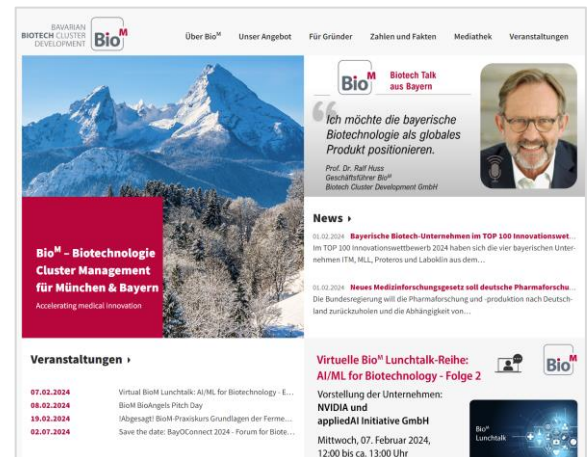 BAVARIAN
BIOTECH CLUSTER
DEVELOPMENT
BioM
Über BioM Unser Angebot Für Gründer Zahlen und Fakten Mediathek Veranstaltungen
BioM – Biotechnologie
Cluster Management
für München & Bayern
Accelerating medical innovation
BioM
Biotech Talk
aus Bayern
“Ich möchte die bayerische
Biotechnologie als globales
Produkt positionieren.
Prof. Dr. Ralf Huss
Geschäftsführer BioM
Biotech Cluster Development GmbH
News
01.02.2024 Bayerische Biotech-Unternehmen im TOP 100 Innovationswet…
Im TOP 100 Innovationswettbewerb 2024 haben sich die vier bayerischen Unter-
nehmen ITM, MLL, Proteros und Laboklin aus dem…
01.02.2024 Neues Medizinforschungsgesetz soll deutsche Pharmaforschu…
Die Bundesregierung will die Pharmaforschung und -produktion nach Deutsch-
land zurückzuholen und die Abhängigkeit von…
Veranstaltungen
07.02.2024 Virtual BioM Lunchtalk: AI/ML for Biotechnology - E…
08.02.2024 BioM BioAngels Pitch Day
19.02.2024 !Abgesagt! BioM-Praxiskurs Grundlagen der Ferme…
02.07.2024 Save the date: BayOConnect 2024 - Forum for Biote…
Virtuelle BioM Lunchtalk-Reihe:
AI/ML for Biotechnology - Folge 2
BioM
Vorstellung der Unternehmen:
NVIDIA und
appliedAI Initiative GmbH
Mittwoch, 07. Februar 2024,
12:00 bis ca. 13:00 Uhr
BioM
Lunchtalk